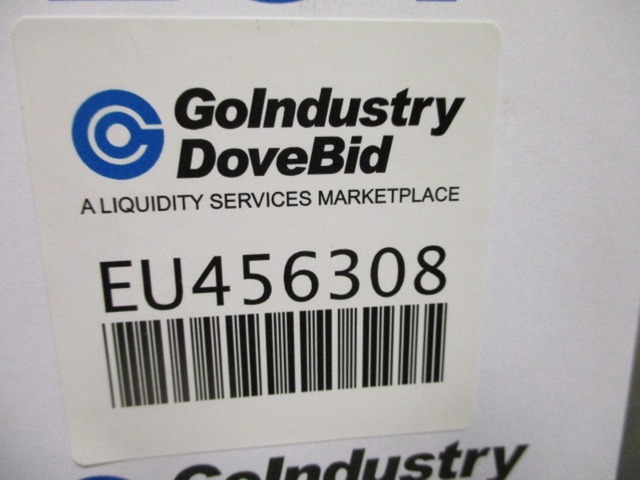 GoIndustry
DoveBid
A LIQUIDITY SERVICES MARKETPLACE
EU456308
GoIndustry